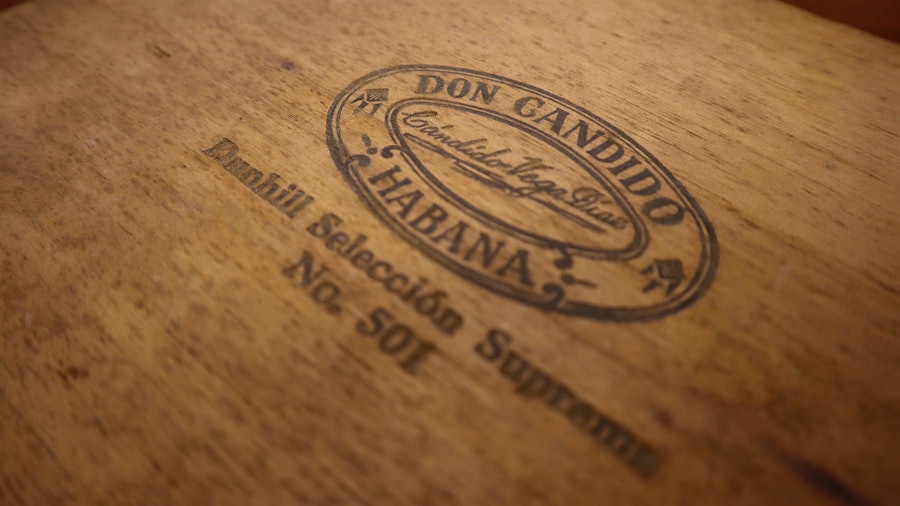 DON CANDIDO
Candido Vega Diaz
HABANA
Dunhill Selección Suprema
No. 501